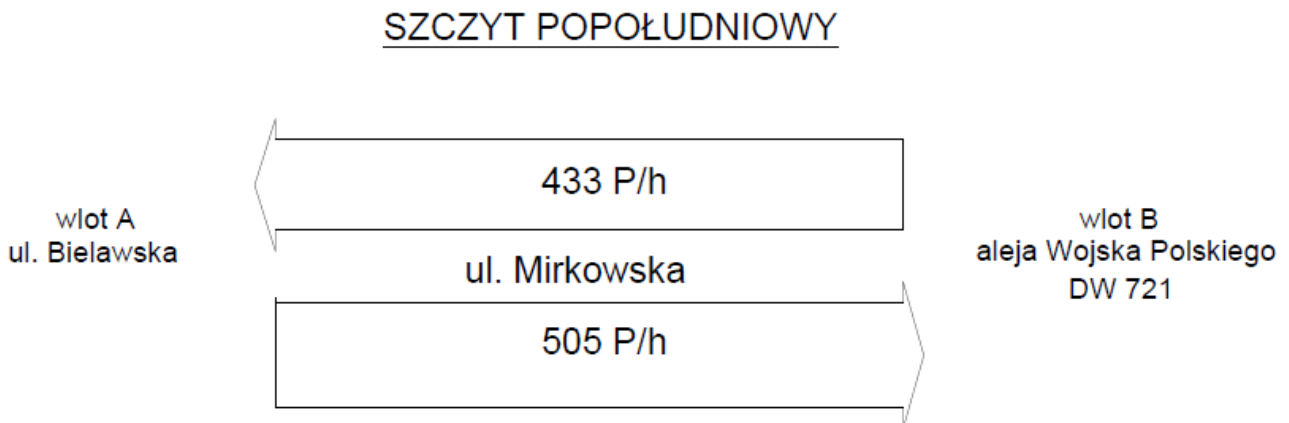 SZCZYT POPOŁUDNIOWY
433 P/h
wlot A
ul. Bielawska
wlot B
aleja Wojska Polskiego
DW 721
ul. Mirkowska
505 P/h